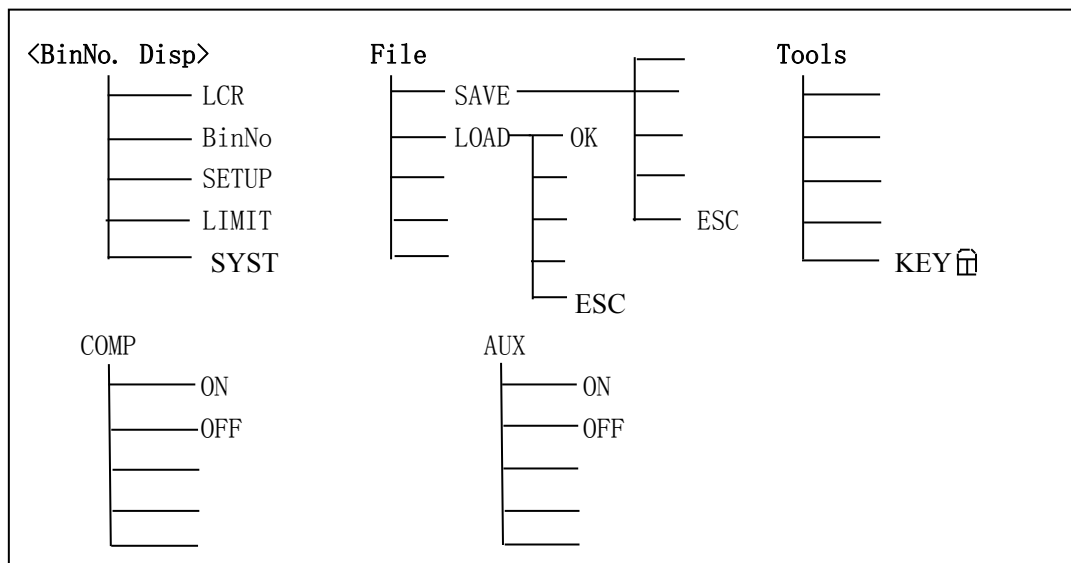 <BinNo. Disp>
LCR
BinNo
SETUP
LIMIT
SYST
File
SAVE
LOAD
OK
ESC
ESC
Tools
KEY
COMP
ON
OFF
AUX
ON
OFF